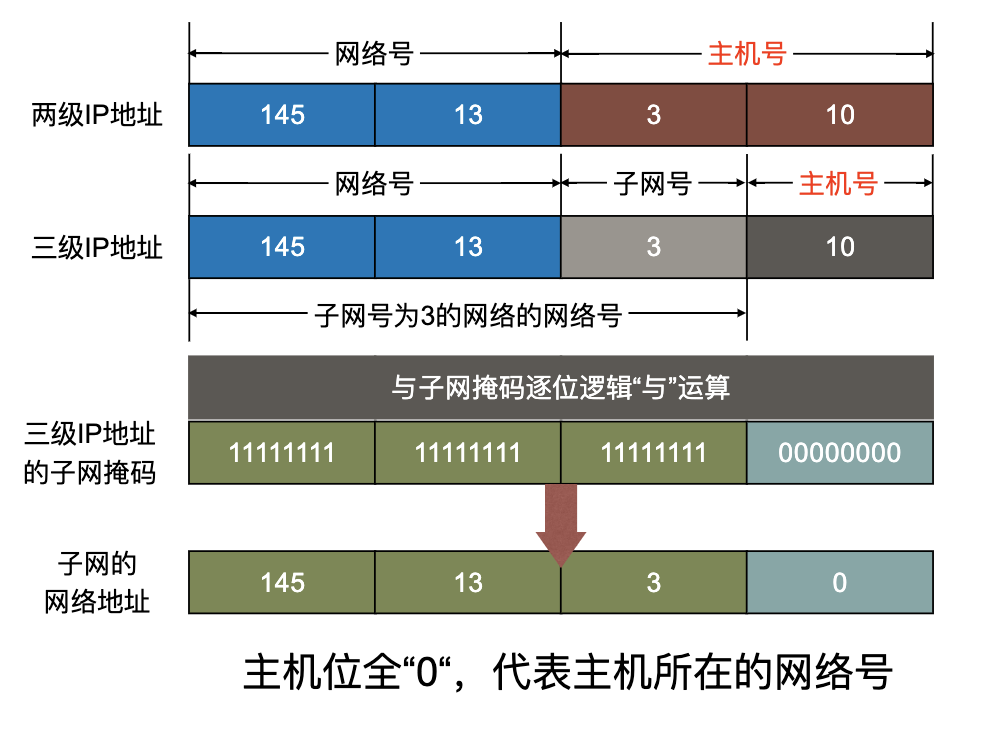 网络号 主机号
两级IP地址 145 13 3 10
网络号 子网号 主机号
三级IP地址 145 13 3 10
子网号为3的网络的网络号
与子网掩码逐位逻辑“与”运算
三级IP地址
的子网掩码
11111111 11111111 11111111 00000000
子网的
网络地址
145 13 3 0
主机位全“0“，代表主机所在的网络号